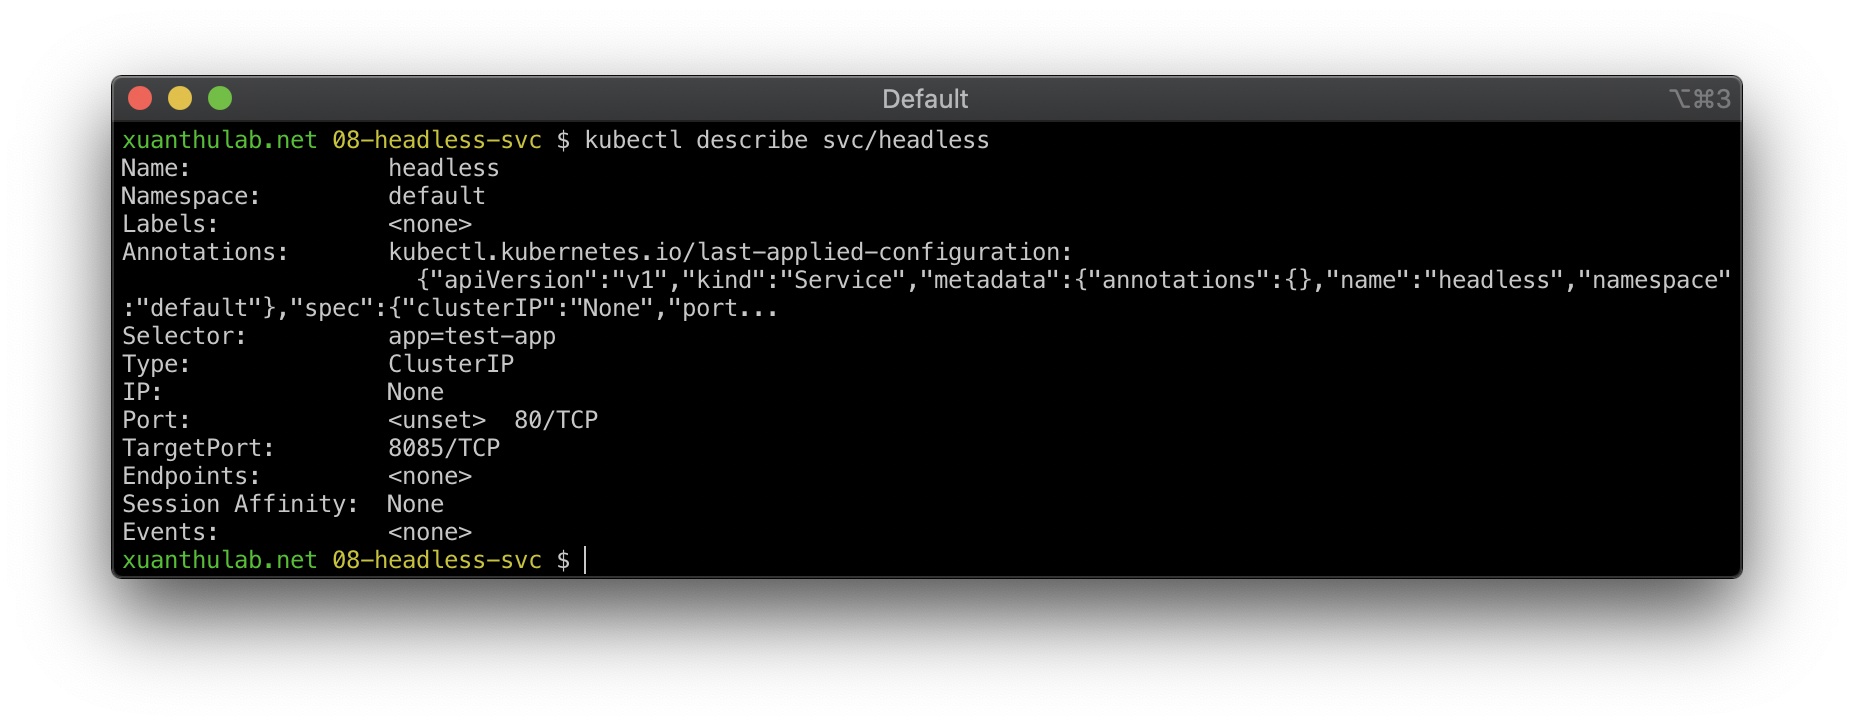 Default ⌥⌘3
xuanthulab.net 08-headless-svc $ kubectl describe svc/headless
Name:              headless
Namespace:         default
Labels:            <none>
Annotations:       kubectl.kubernetes.io/last-applied-configuration:
                     {"apiVersion":"v1","kind":"Service","metadata":{"annotations":{},"name":"headless","namespace"
:"default"},"spec":{"clusterIP":"None","port...
Selector:          app=test-app
Type:              ClusterIP
IP:                None
Port:              <unset>  80/TCP
TargetPort:        8085/TCP
Endpoints:         <none>
Session Affinity:  None
Events:            <none>
xuanthulab.net 08-headless-svc $